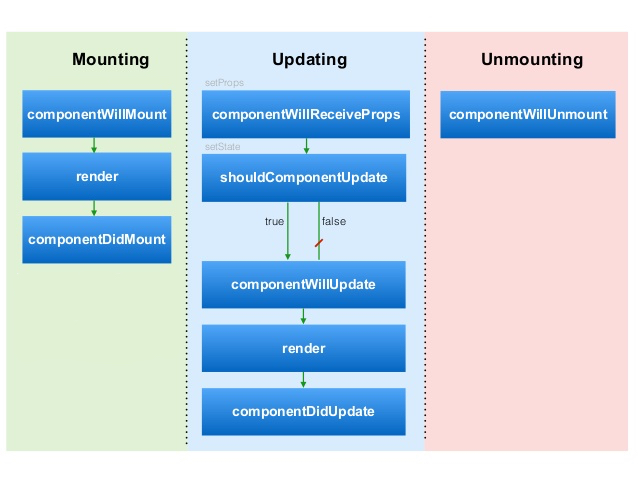 Mounting
componentWillMount
render
componentDidMount
Updating
setProps
componentWillReceiveProps
setState
shouldComponentUpdate
true
false
componentWillUpdate
render
componentDidUpdate
Unmounting
componentWillUnmount